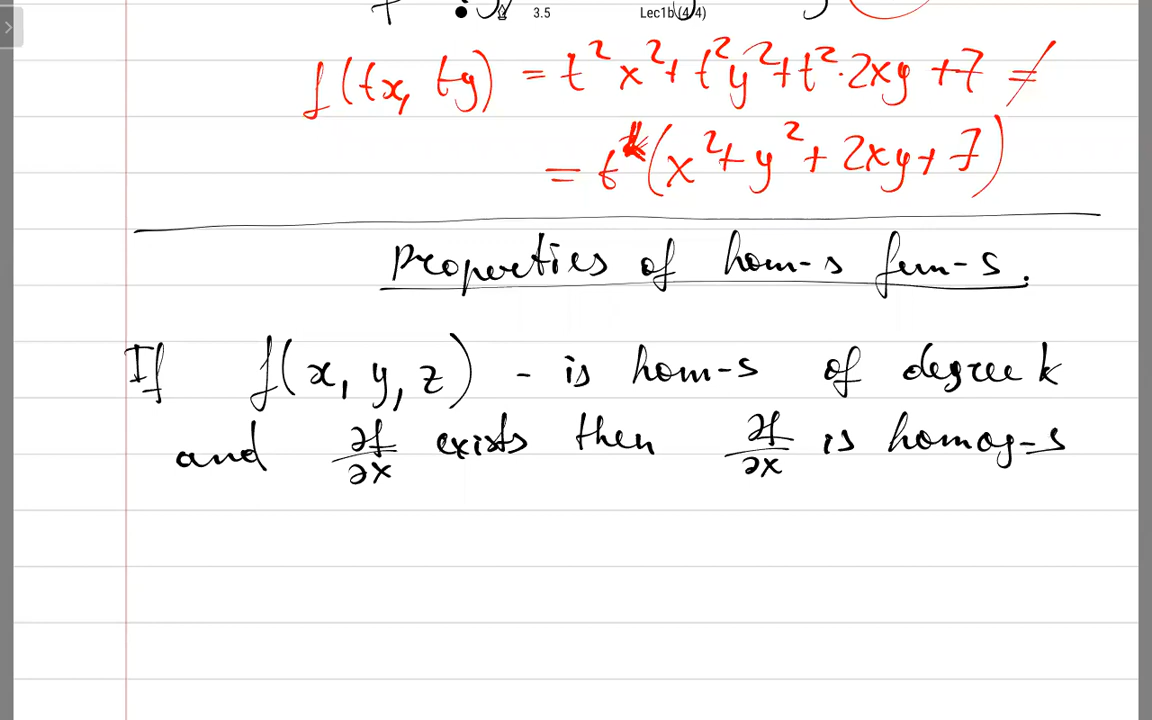 3.5 Lec1b (4/4)
f(tx, ty) = t²x² + t²y² + t²·2xy + 7 ≠
= t^k (x² + y² + 2xy + 7)
Properties of hom-s fun-s.
If f(x, y, z) - is hom-s of degree k
and ∂f/∂x exists then ∂f/∂x is homog-s